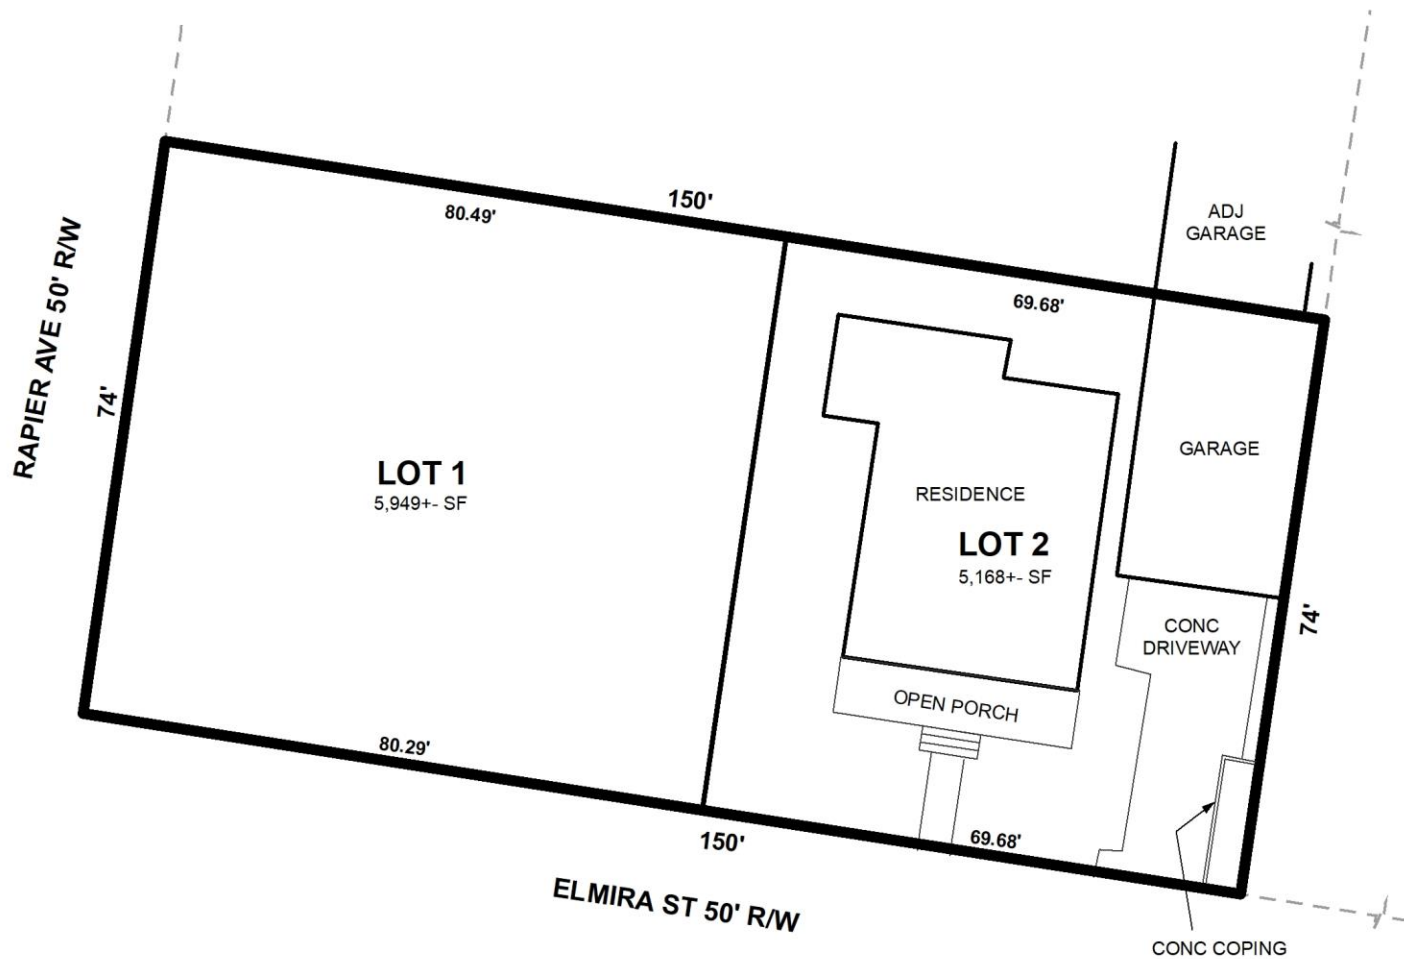 150'
80.49'
ADJ
GARAGE
69.68'
RAPIER AVE 50' R/W
74'
LOT 1
5,949+- SF
GARAGE
RESIDENCE
LOT 2
5,168+- SF
CONC
DRIVEWAY
74'
OPEN PORCH
80.29'
150'
69.68'
ELMIRA ST 50' R/W
CONC COPING